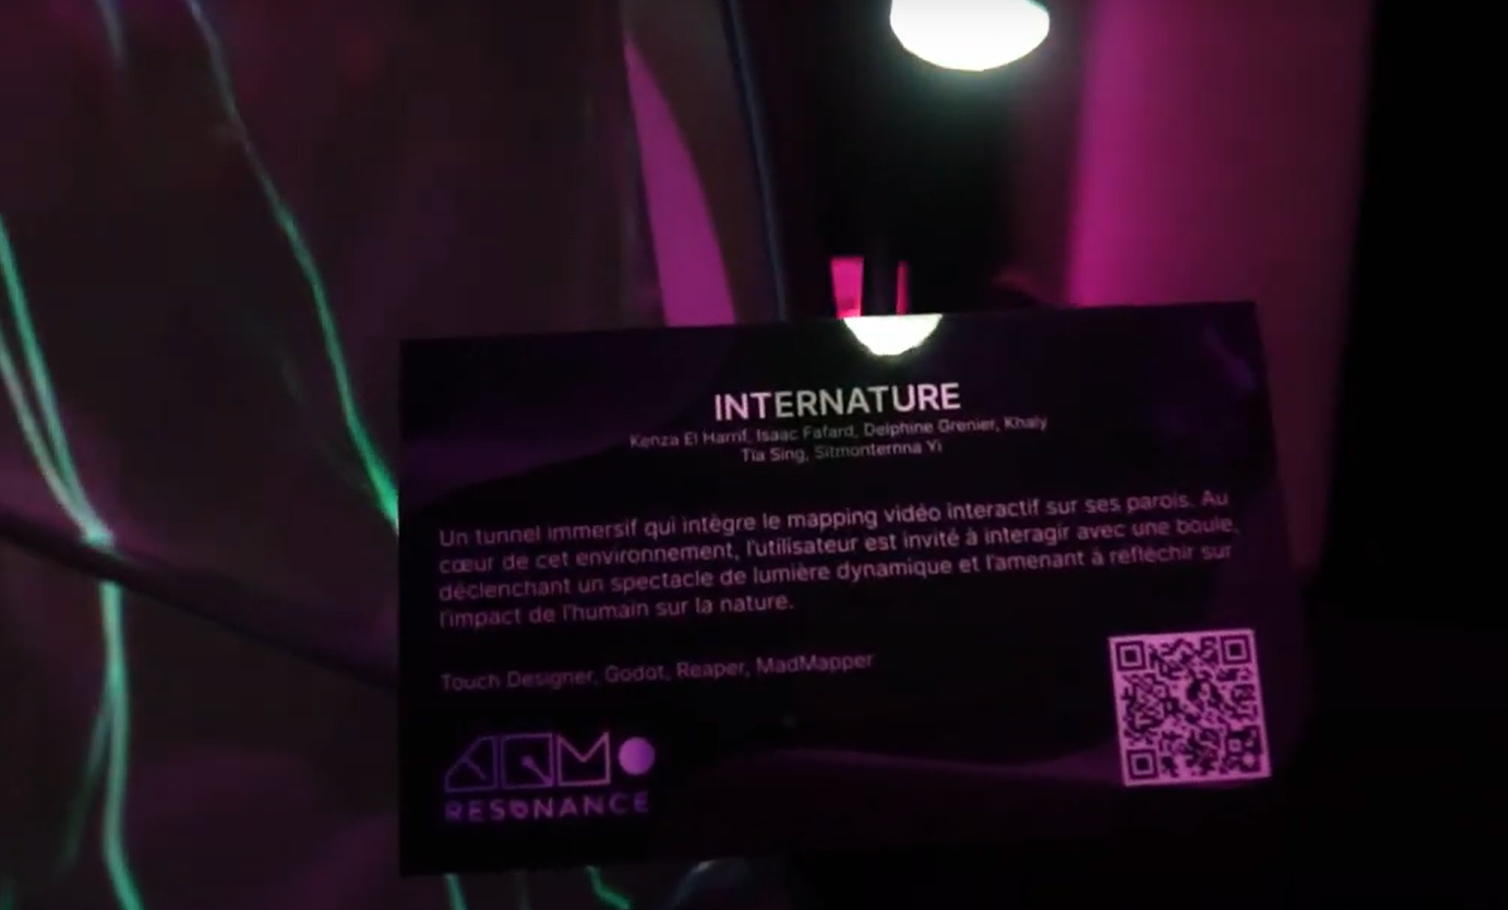 INTERNATURE
Kenza El Harrif, Isaac Fafard, Delphine Grenier, Khaly
Tïa Sing, Sitmonternna Yi
Un tunnel immersif qui intègre le mapping vidéo interactif sur ses parois. Au
cœur de cet environnement, l'utilisateur est invité à interagir avec une boule,
déclenchant un spectacle de lumière dynamique et l'amenant à réfléchir sur
l'impact de l'humain sur la nature.
Touch Designer, Godot, Reaper, MadMapper
RESONANCE